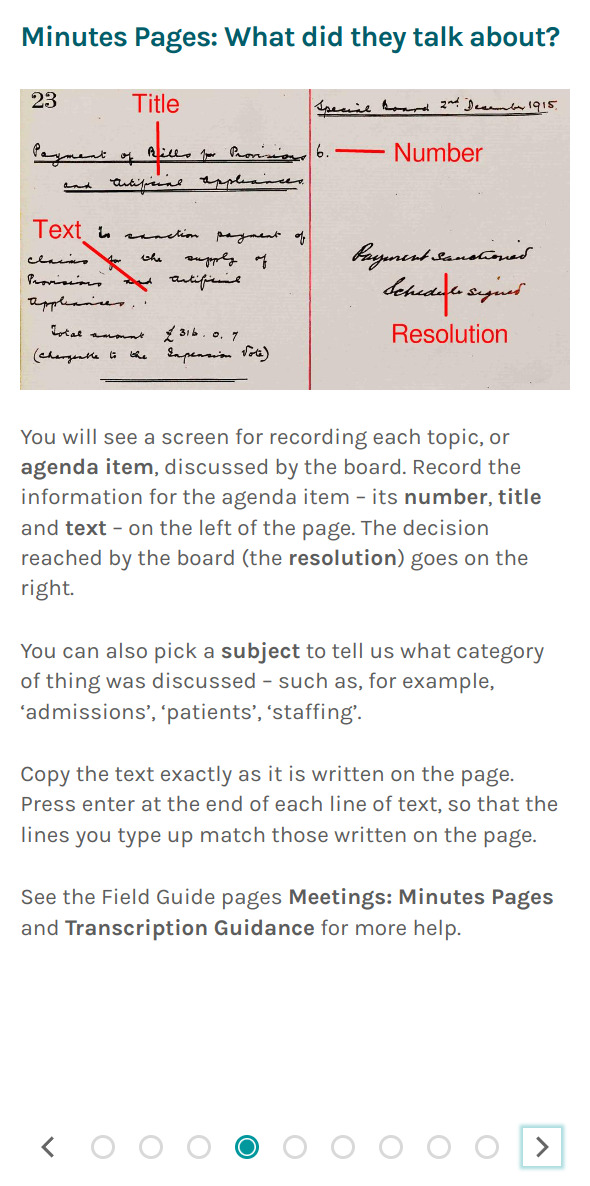 Minutes Pages: What did they talk about?
23
Title
Special Board 2nd December 1915.
Payment of Bills for Provisions
and Artificial Appliances.
6.
Number
Text
To sanction payment of
claims for the supply of
Provisions and Artificial
Appliances.
Payment Sanctioned
Schedule signed
Resolution
Total amount £316. 0. 7
(chargeable to the Vote)
You will see a screen for recording each topic, or
agenda item, discussed by the board. Record the
information for the agenda item – its number, title
and text – on the left of the page. The decision
reached by the board (the resolution) goes on the
right.
You can also pick a subject to tell us what category
of thing was discussed – such as, for example,
‘admissions’, ‘patients’, ‘staffing’.
Copy the text exactly as it is written on the page.
Press enter at the end of each line of text, so that the
lines you type up match those written on the page.
See the Field Guide pages Meetings: Minutes Pages
and Transcription Guidance for more help.